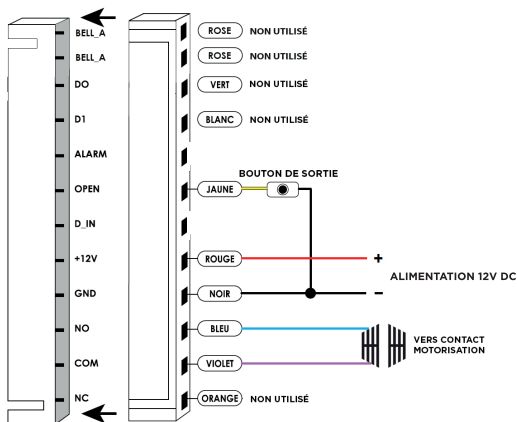 BELL_A ROSE NON UTILISÉ
BELL_A ROSE NON UTILISÉ
DO VERT NON UTILISÉ
D1 BLANC NON UTILISÉ
ALARM
BOUTON DE SORTIE
OPEN JAUNE
D_IN
+12V ROUGE +
ALIMENTATION 12V DC
GND NOIR −
NO BLEU
VERS CONTACT
MOTORISATION
COM VIOLET
NC ORANGE NON UTILISÉ